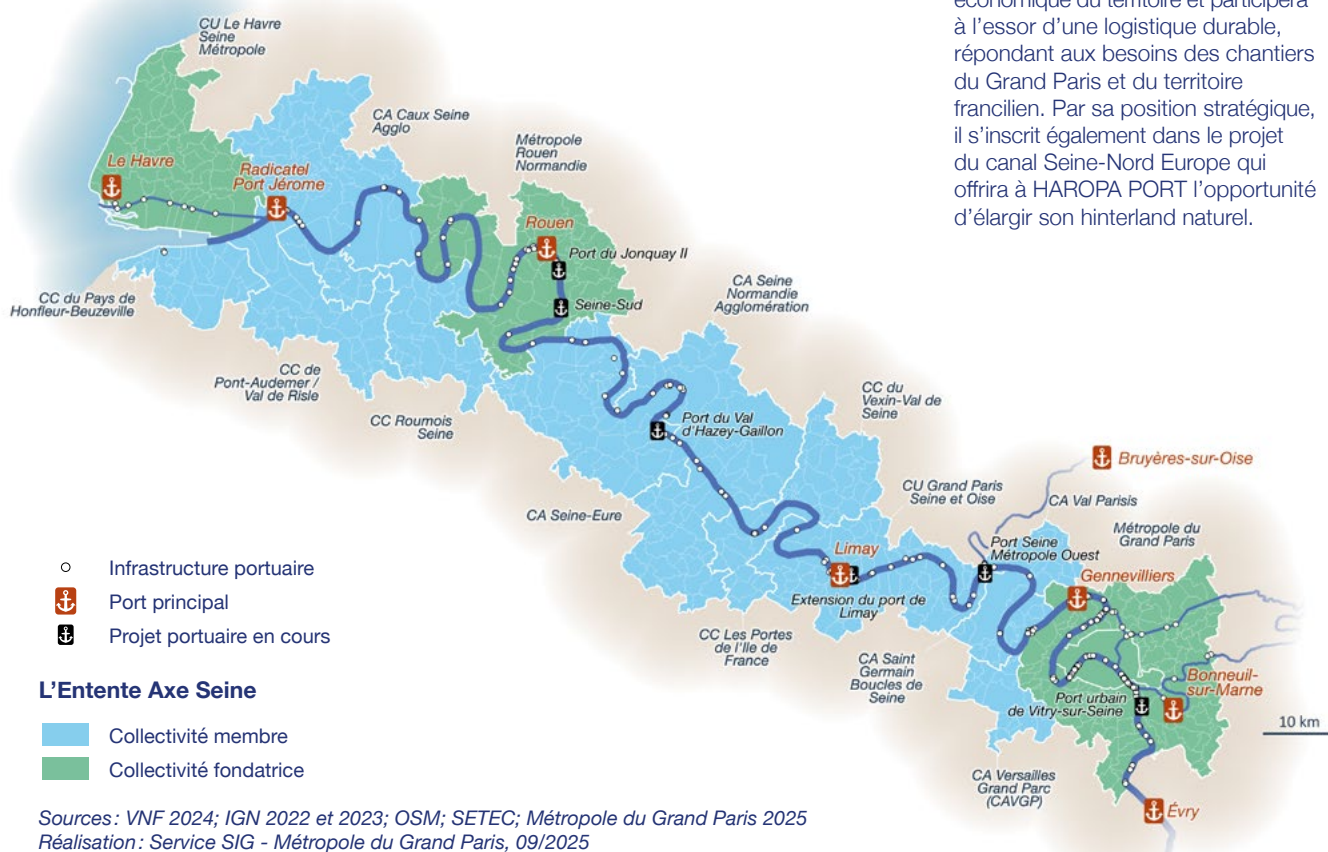 économique du territoire et participera
à l'essor d'une logistique durable,
répondant aux besoins des chantiers
du Grand Paris et du territoire
francilien. Par sa position stratégique,
il s'inscrit également dans le projet
du canal Seine-Nord Europe qui
offrira à HAROPA PORT l'opportunité
d'élargir son hinterland naturel.
CU Le Havre
Seine
Métropole
CA Caux Seine
Agglo
Métropole
Rouen
Normandie
Le Havre
Radicatel
Port Jérome
Rouen
Port du Jonquay II
Seine-Sud
CC du Pays de
Honfleur-Beuzeville
CA Seine
Normandie
Agglomération
CC de
Pont-Audemer /
Val de Risle
CC Roumois
Seine
CC du
Vexin-Val de
Seine
Port du Val
d'Hazey-Gaillon
Bruyères-sur-Oise
CU Grand Paris
Seine et Oise
CA Val Parisis
CA Seine-Eure
Métropole du
Grand Paris
Port Seine
Métropole Ouest
Limay
Gennevilliers
Extension du port de
Limay
CC Les Portes
de l'Ile de
France
CA Saint
Germain
Boucles de
Seine
Bonneuil-
sur-Marne
Port urbain
de Vitry-sur-Seine
10 km
CA Versailles
Grand Parc
(CAVGP)
Évry
Infrastructure portuaire
Port principal
Projet portuaire en cours
L'Entente Axe Seine
Collectivité membre
Collectivité fondatrice
Sources : VNF 2024; IGN 2022 et 2023; OSM; SETEC; Métropole du Grand Paris 2025
Réalisation : Service SIG - Métropole du Grand Paris, 09/2025